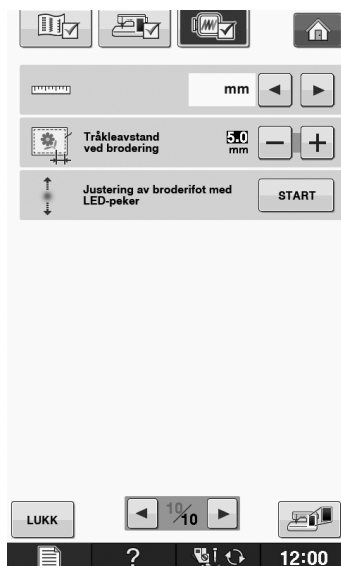 mm
Tråkleavstand
ved brodering
5.0
mm
Justering av broderifot med
LED-peker
START
LUKK
10/10
?
12:00